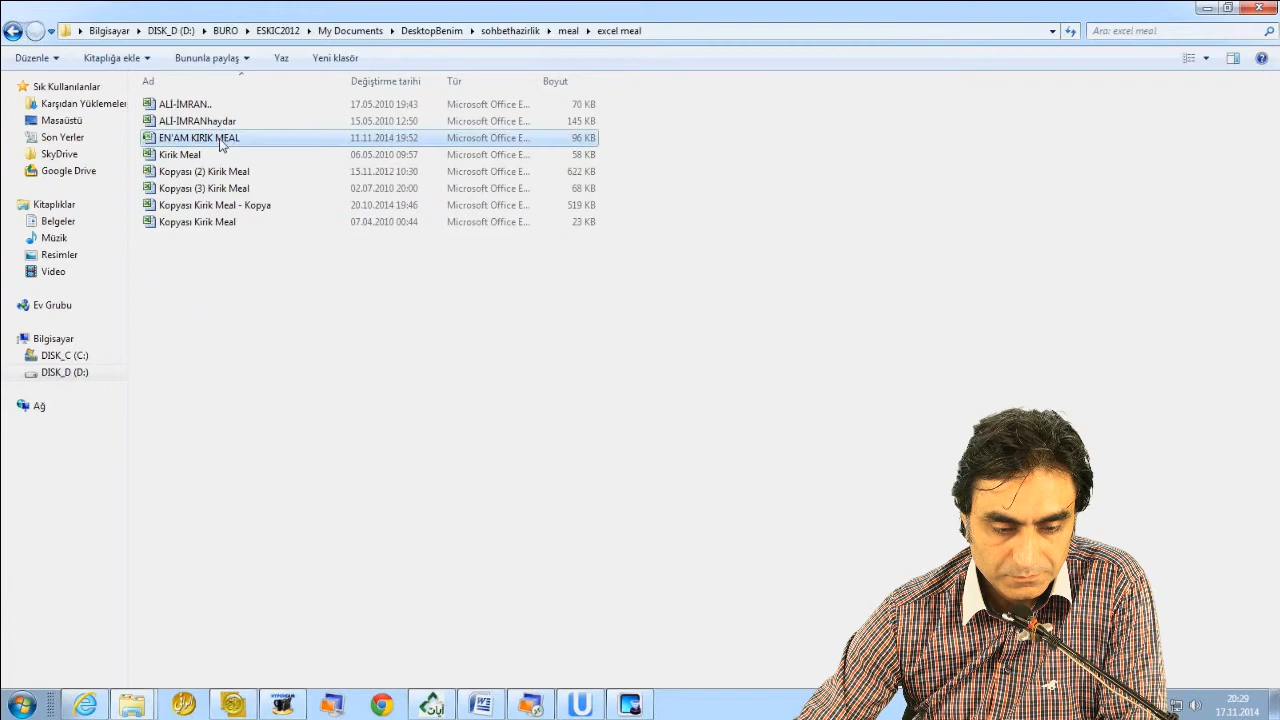 Bilgisayar DISK_D (D:) BURO ESKIC2012 My Documents DesktopBenim sohbethazirlik meal excel meal
Ara: excel meal
Düzenle Kitaplığa ekle Bununla paylaş Yaz Yeni klasör
Ad Değiştirme tarihi Tür Boyut
ALİ-İMRAN.. 17.05.2010 19:43 Microsoft Office E... 70 KB
ALİ-İMRANhaydar 15.05.2010 12:50 Microsoft Office E... 145 KB
EN'AM KIRIK MEAL 11.11.2014 19:52 Microsoft Office E... 96 KB
Kirik Meal 06.05.2010 09:57 Microsoft Office E... 58 KB
Kopyası (2) Kirik Meal 15.11.2012 10:30 Microsoft Office E... 622 KB
Kopyası (3) Kirik Meal 02.07.2010 20:00 Microsoft Office E... 68 KB
Kopyası Kirik Meal - Kopya 20.10.2014 19:46 Microsoft Office E... 519 KB
Kopyası Kirik Meal 07.04.2010 00:44 Microsoft Office E... 23 KB
Sık Kullanılanlar
Karşıdan Yüklemeler
Masaüstü
Son Yerler
SkyDrive
Google Drive
Kitaplıklar
Belgeler
Müzik
Resimler
Video
Ev Grubu
Bilgisayar
DISK_C (C:)
DISK_D (D:)
Ağ
20:29
17.11.2014